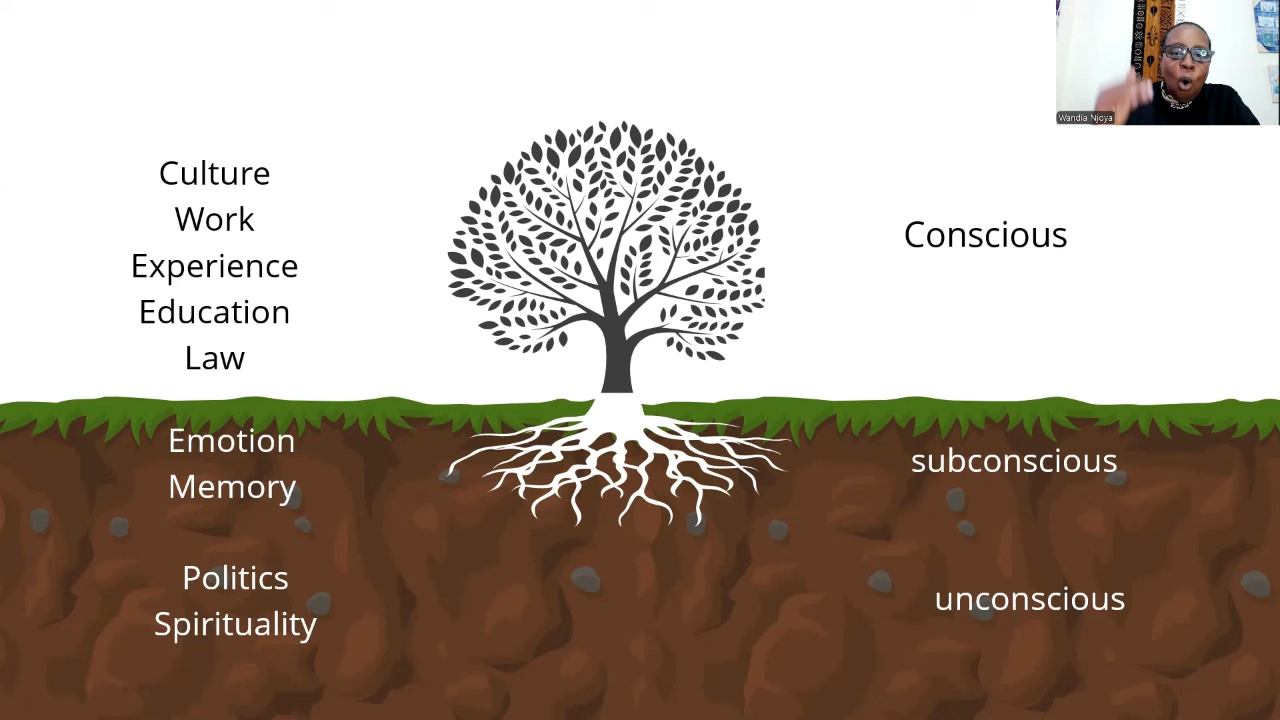 Wandia Njoya
Culture
Work
Experience
Education
Law
Conscious
Emotion
Memory
subconscious
Politics
Spirituality
unconscious